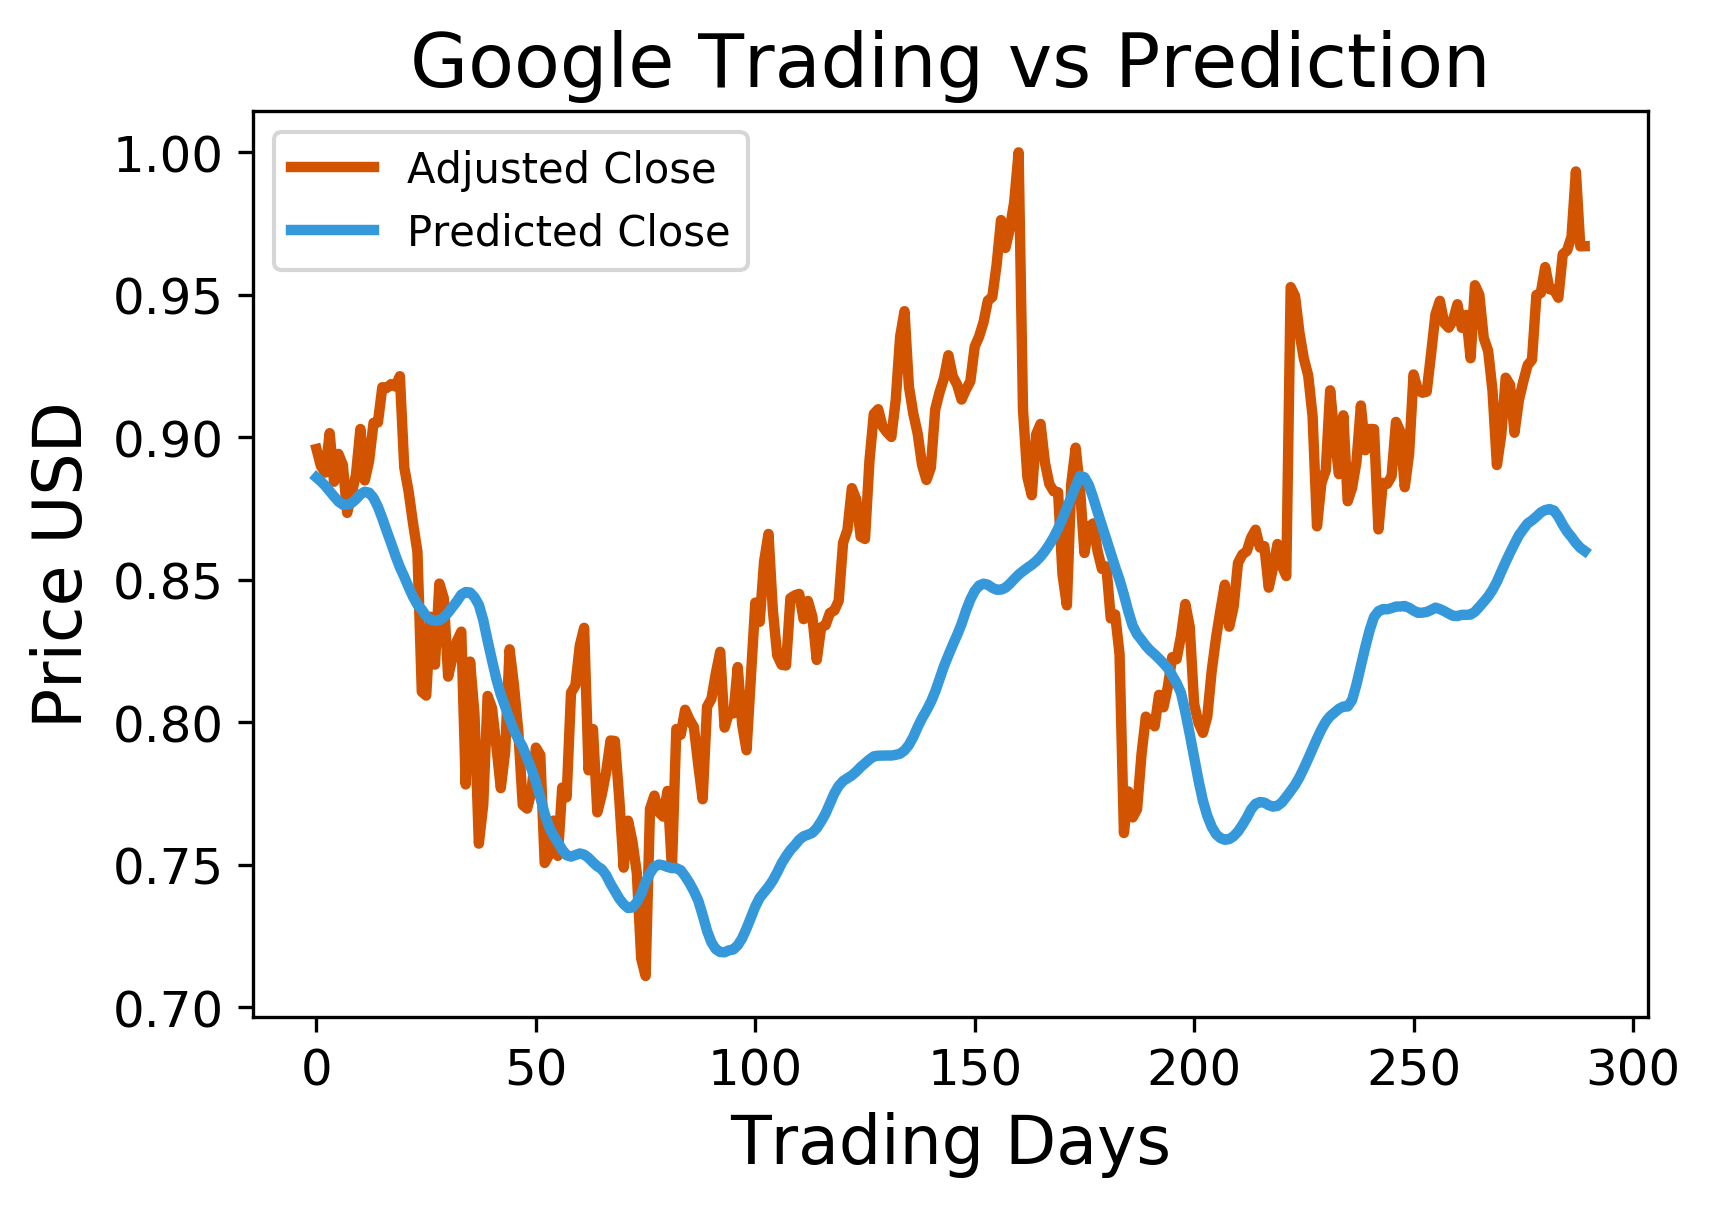 Google Trading vs Prediction
Adjusted Close
Predicted Close
1.00
0.95
0.90
0.85
0.80
0.75
0.70
Price USD
0 50 100 150 200 250 300
Trading Days